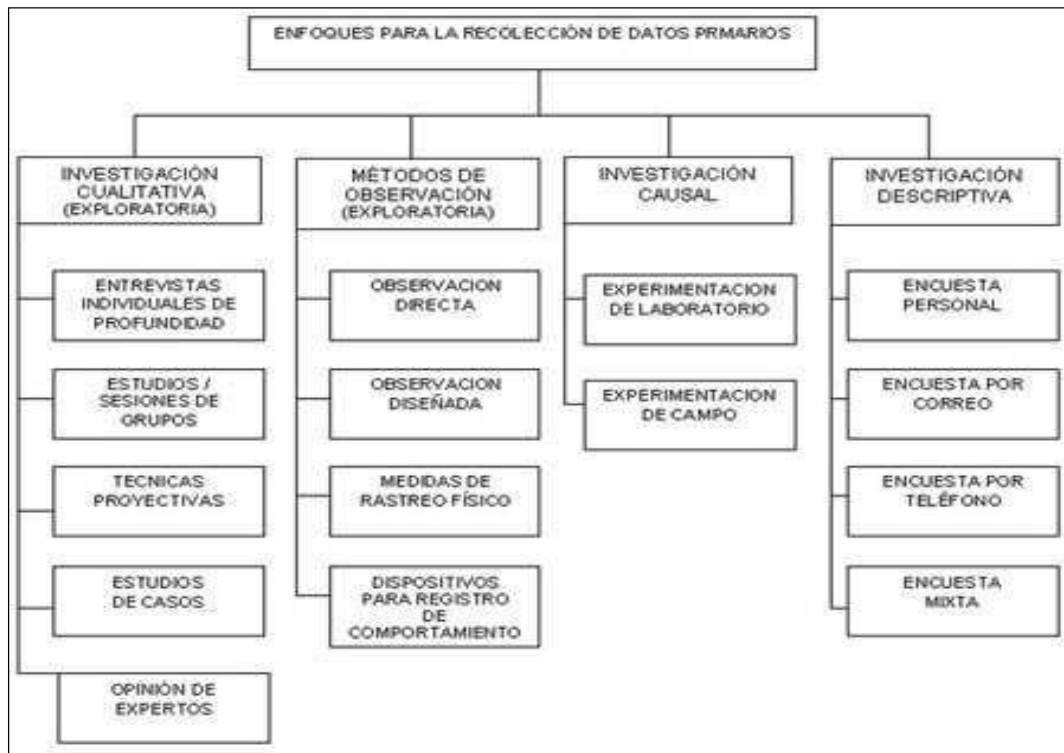 ENFOQUES PARA LA RECOLECCIÓN DE DATOS PRMARIOS
INVESTIGACIÓN
CUALITATIVA
(EXPLORATORIA)
ENTREVISTAS
INDIVIDUALES DE
PROFUNDIDAD
ESTUDIOS /
SESIONES DE
GRUPOS
TECNICAS
PROYECTIVAS
ESTUDIOS
DE CASOS
OPINIÓN DE
EXPERTOS
MÉTODOS DE
OBSERVACIÓN
(EXPLORATORIA)
OBSERVACION
DIRECTA
OBSERVACION
DISEÑADA
MEDIDAS DE
RASTREO FÍSICO
DISPOSITIVOS
PARA REGISTRO
DE
COMPORTAMIENTO
INVESTIGACIÓN
CAUSAL
EXPERIMENTACION
DE LABORATORIO
EXPERIMENTACION
DE CAMPO
INVESTIGACIÓN
DESCRIPTIVA
ENCUESTA
PERSONAL
ENCUESTA POR
CORREO
ENCUESTA POR
TELÉFONO
ENCUESTA
MIXTA